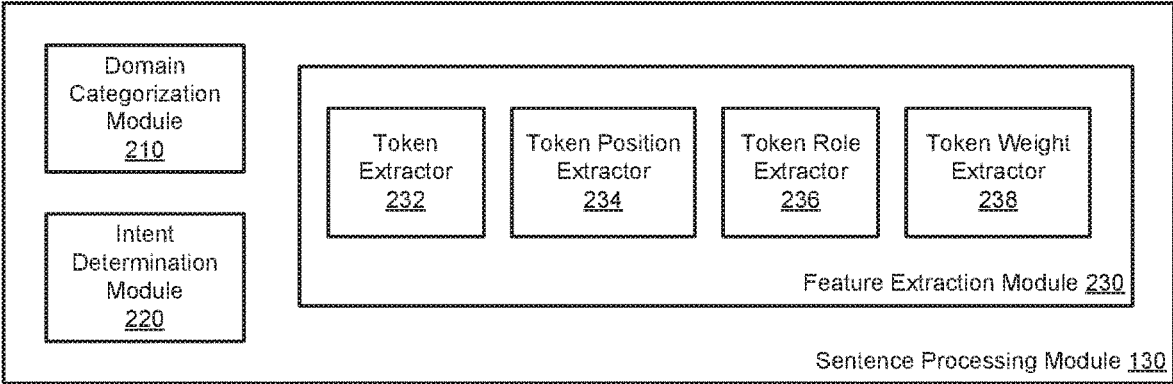 Domain
Categorization
Module
210
Intent
Determination
Module
220
Token
Extractor
232
Token Position
Extractor
234
Token Role
Extractor
236
Token Weight
Extractor
238
Feature Extraction Module 230
Sentence Processing Module 130